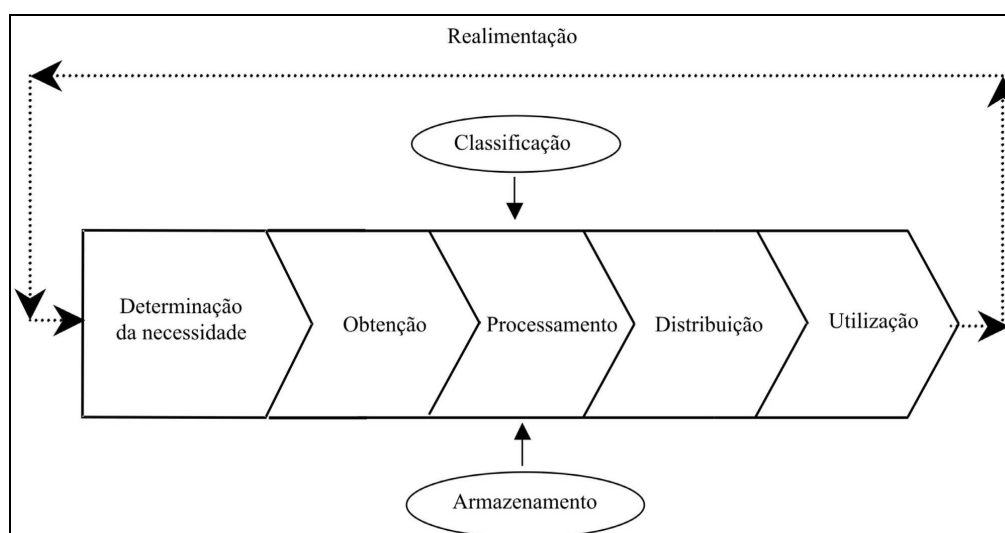 Realimentação
Classificação
Determinação
da necessidade
Obtenção
Processamento
Distribuição
Utilização
Armazenamento